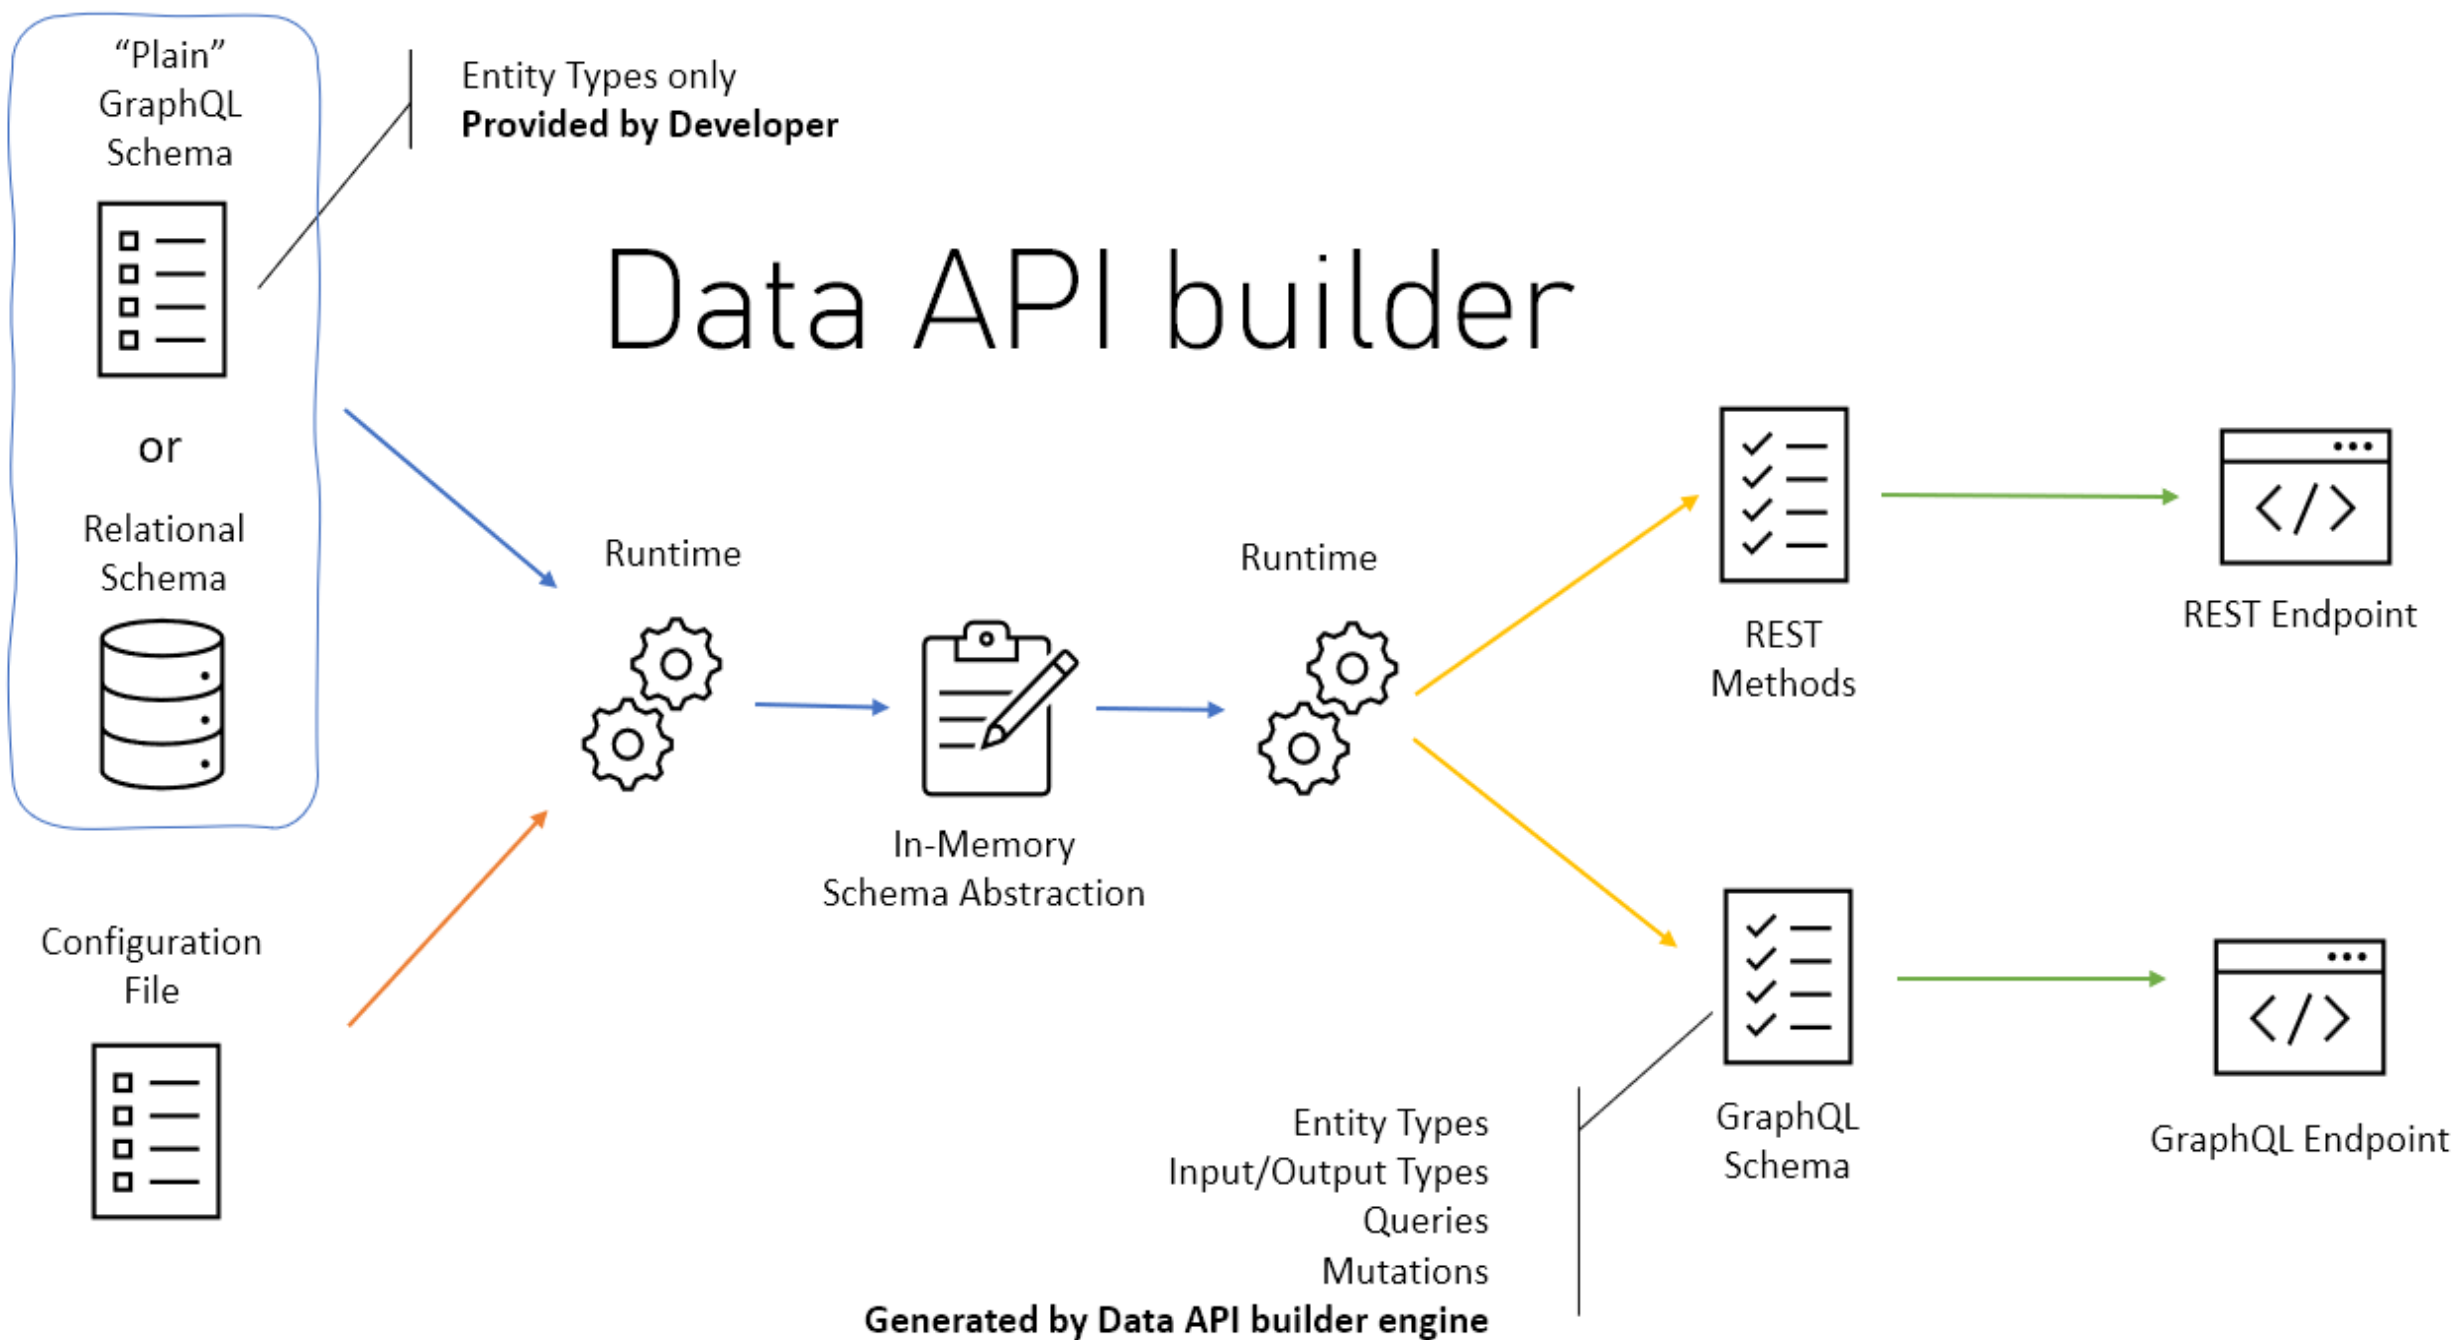 “Plain”
GraphQL
Schema
Entity Types only
Provided by Developer
Data API builder
or
Relational
Schema
Runtime
Runtime
REST
Methods
REST Endpoint
In-Memory
Schema Abstraction
Configuration
File
GraphQL
Schema
GraphQL Endpoint
Entity Types
Input/Output Types
Queries
Mutations
Generated by Data API builder engine